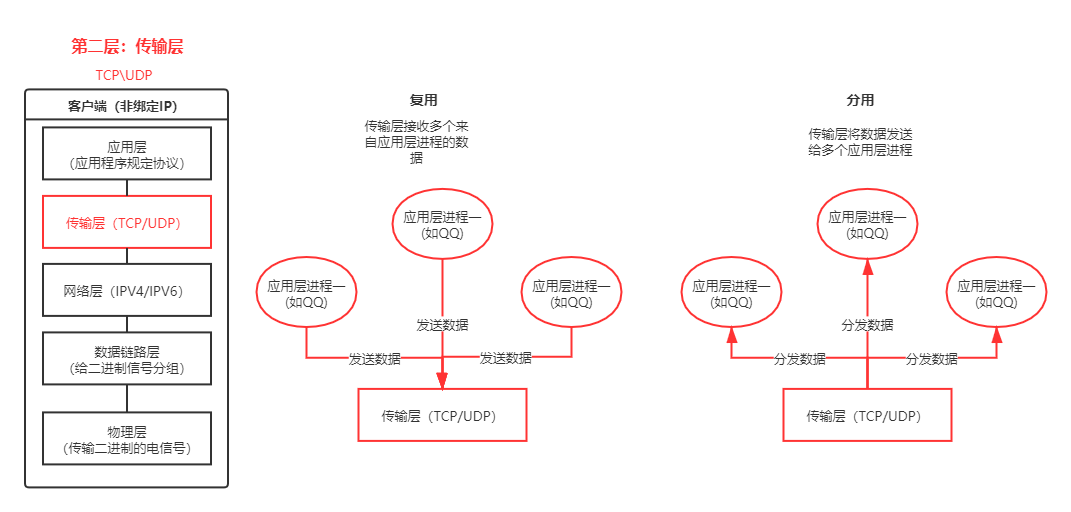 第二层：传输层
TCP\UDP
客户端（非绑定IP）
应用层
（应用程序规定协议）
传输层（TCP/UDP）
网络层（IPV4/IPV6）
数据链路层
（给二进制信号分组）
物理层
（传输二进制的电信号）
复用
传输层接收多个来
自应用层进程的数
据
应用层进程一
(如QQ)
应用层进程一
(如QQ)
应用层进程一
(如QQ)
发送数据
发送数据
发送数据
传输层（TCP/UDP）
分用
传输层将数据发送
给多个应用层进程
应用层进程一
(如QQ)
应用层进程一
(如QQ)
应用层进程一
(如QQ)
分发数据
分发数据
分发数据
传输层（TCP/UDP）